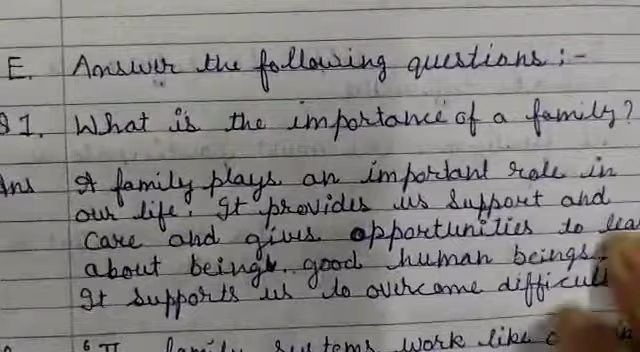 E. Answer the following questions :-
Q1. What is the importance of a family?
Ans A family plays an important role in
our life. It provides us support and
care and gives opportunities to
about being good human beings.
It supports us to overcome
family systems work like